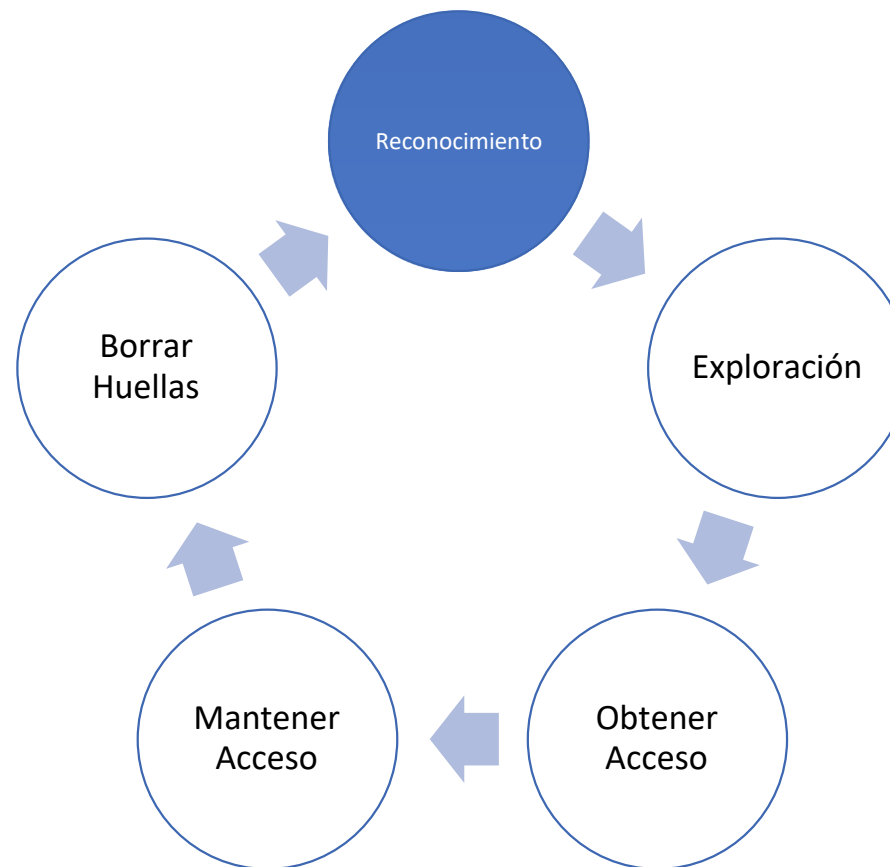 Reconocimiento
Exploración
Obtener
Acceso
Mantener
Acceso
Borrar
Huellas